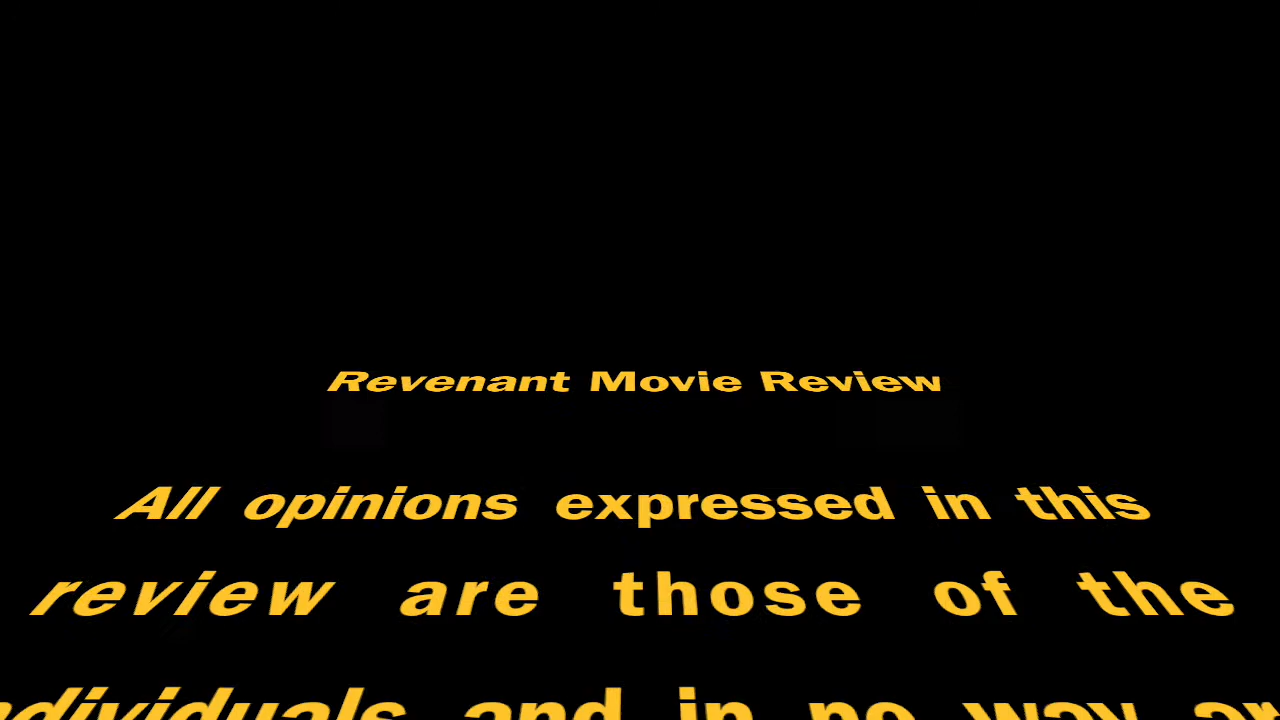 Revenant Movie Review
All opinions expressed in this
review are those of the
and in no way